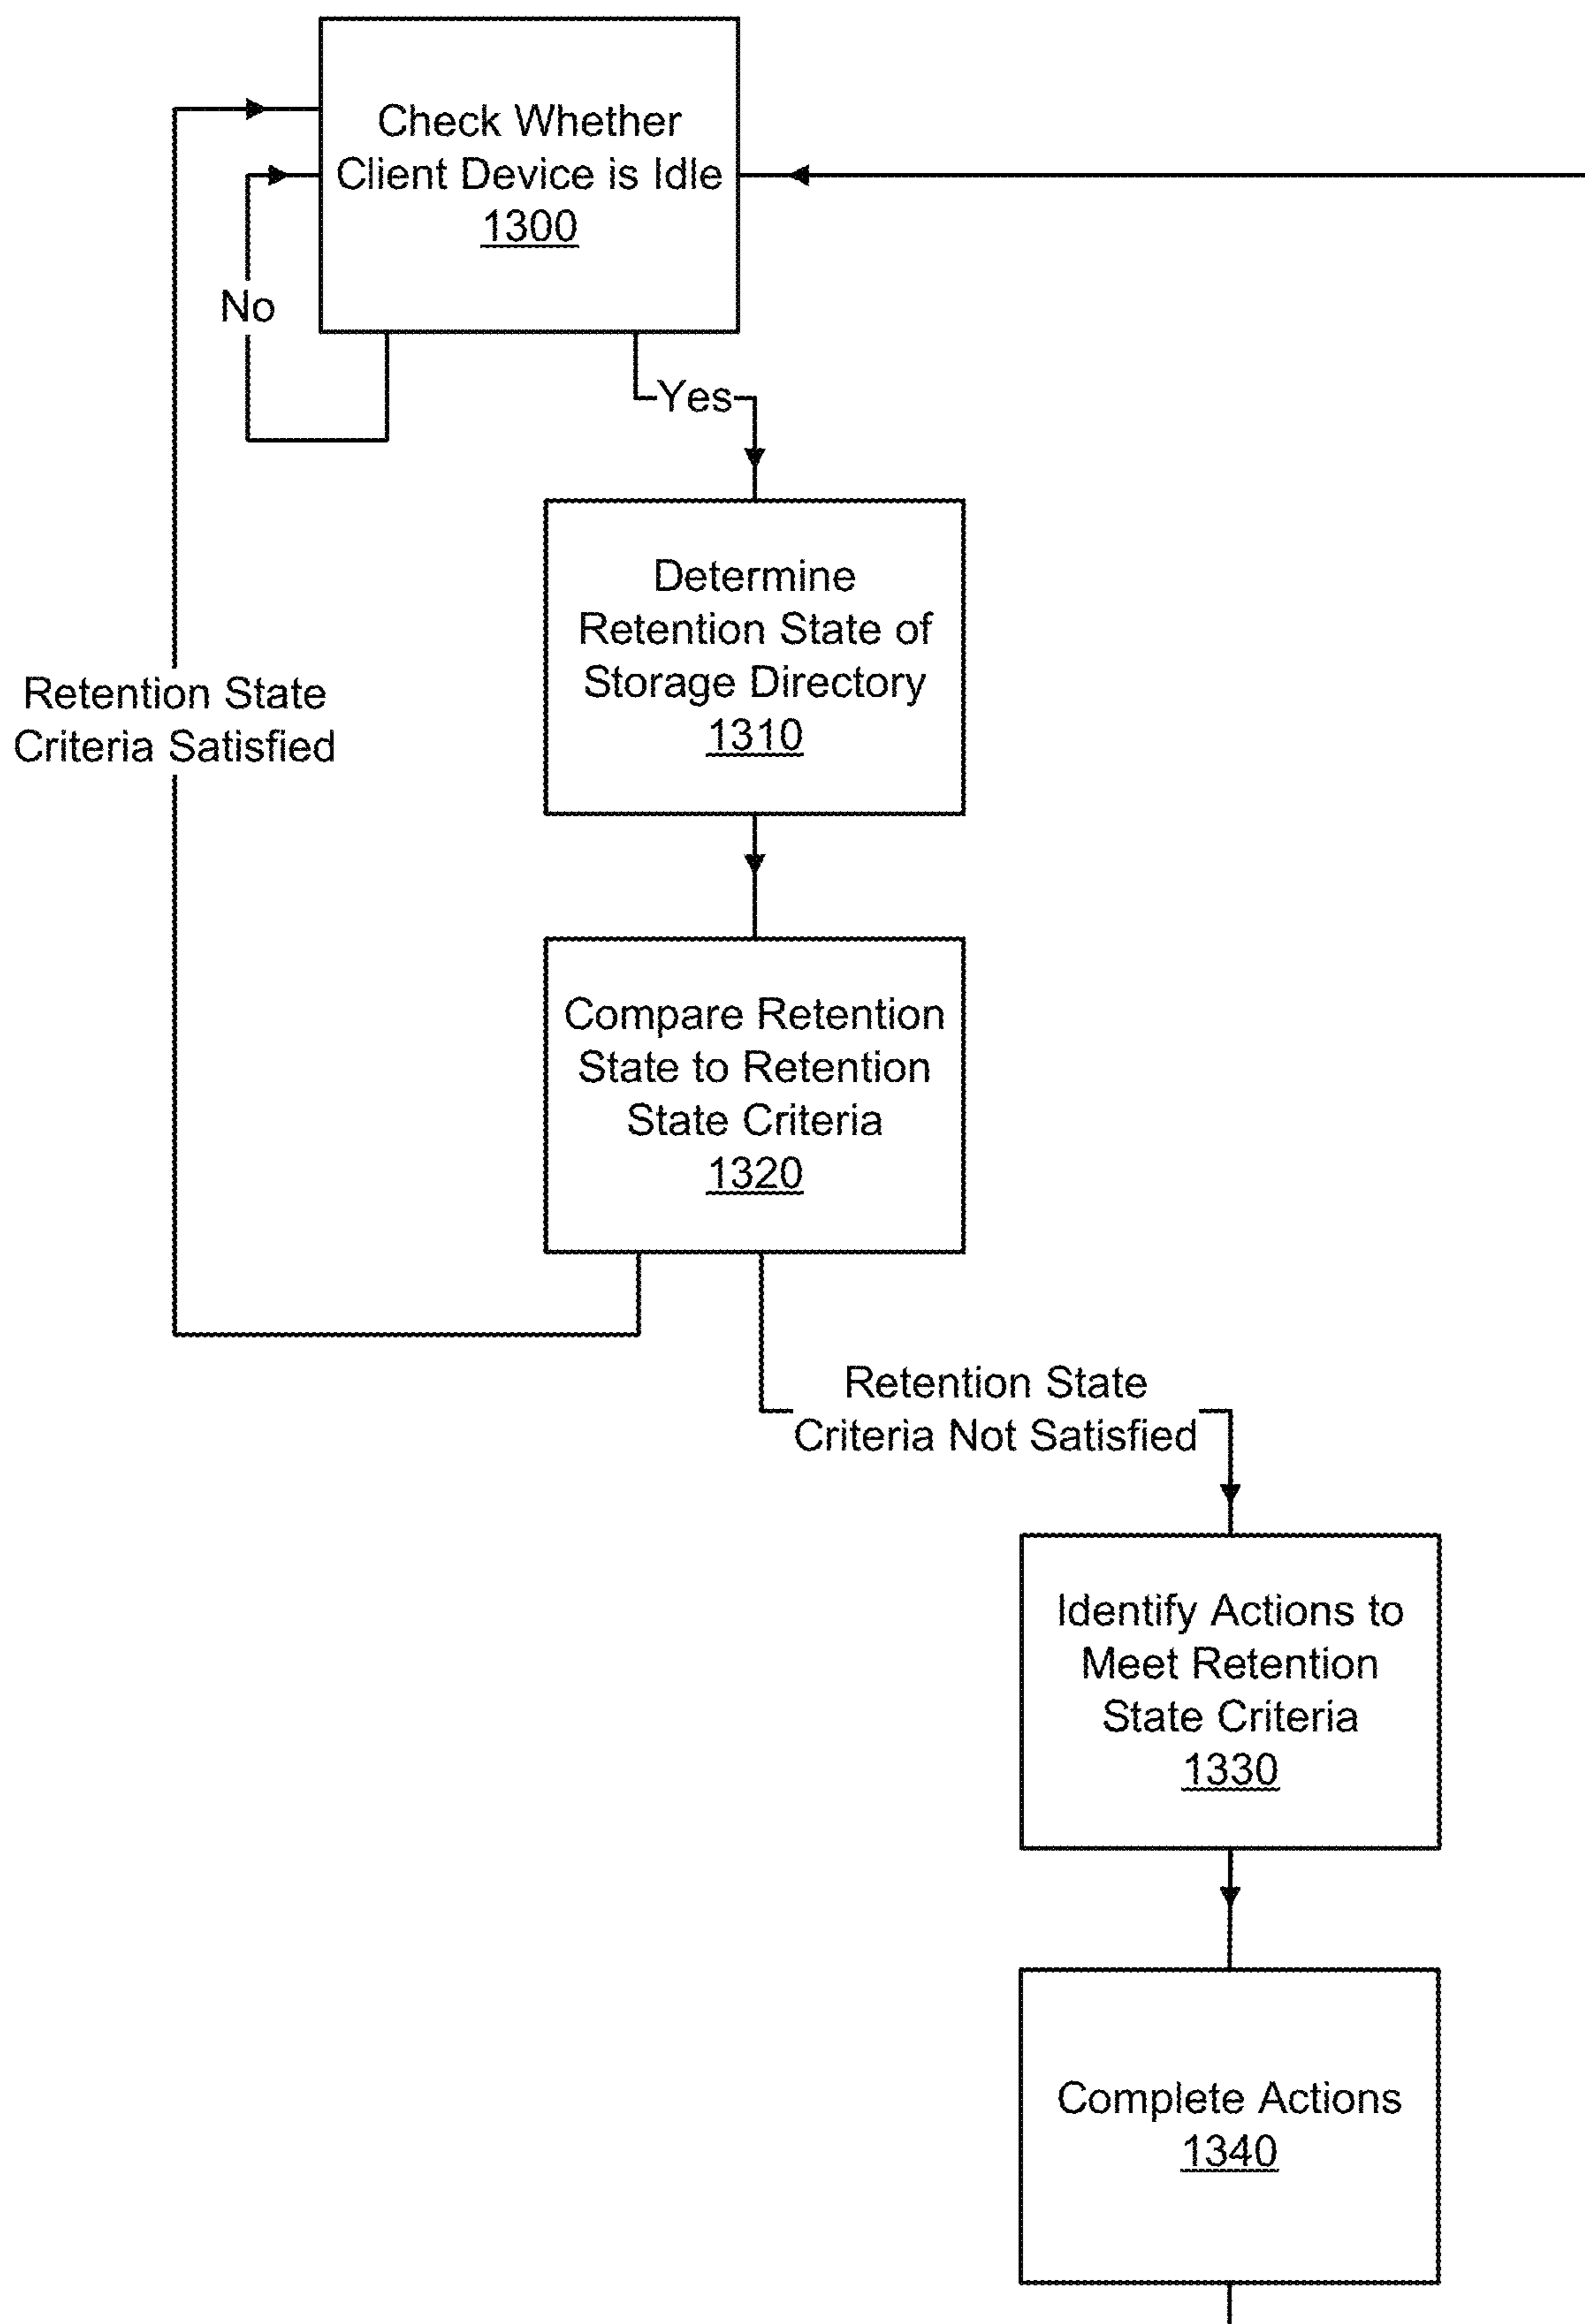 Check Whether
Client Device is Idle
1300
No
Yes
Determine
Retention State of
Storage Directory
1310
Retention State
Criteria Satisfied
Compare Retention
State to Retention
State Criteria
1320
Retention State
Criteria Not Satisfied
Identify Actions to
Meet Retention
State Criteria
1330
Complete Actions
1340